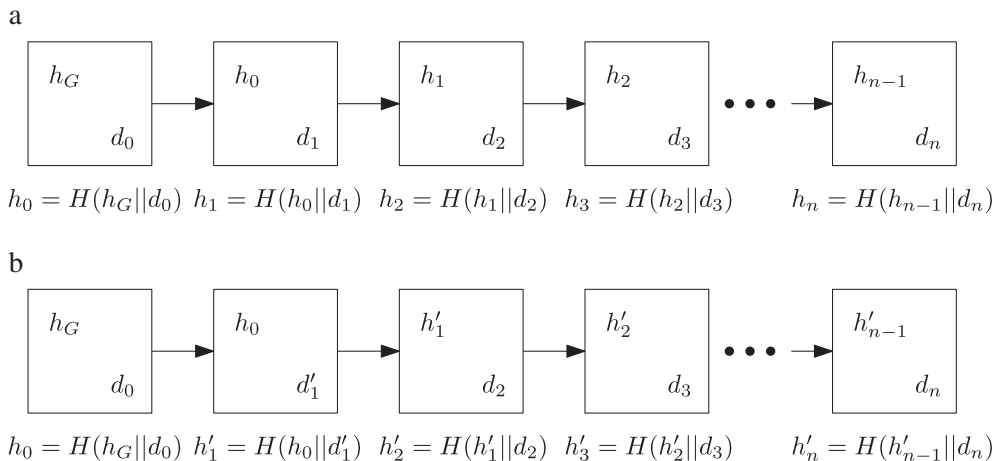 a
h_G h_0 h_1 h_2 h_{n-1}
d_0 d_1 d_2 d_3 d_n
h_0 = H(h_G||d_0) h_1 = H(h_0||d_1) h_2 = H(h_1||d_2) h_3 = H(h_2||d_3) h_n = H(h_{n-1}||d_n)
b
h_G h_0 h'_1 h'_2 h'_{n-1}
d_0 d'_1 d_2 d_3 d_n
h_0 = H(h_G||d_0) h'_1 = H(h_0||d'_1) h'_2 = H(h'_1||d_2) h'_3 = H(h'_2||d_3) h'_n = H(h'_{n-1}||d_n)